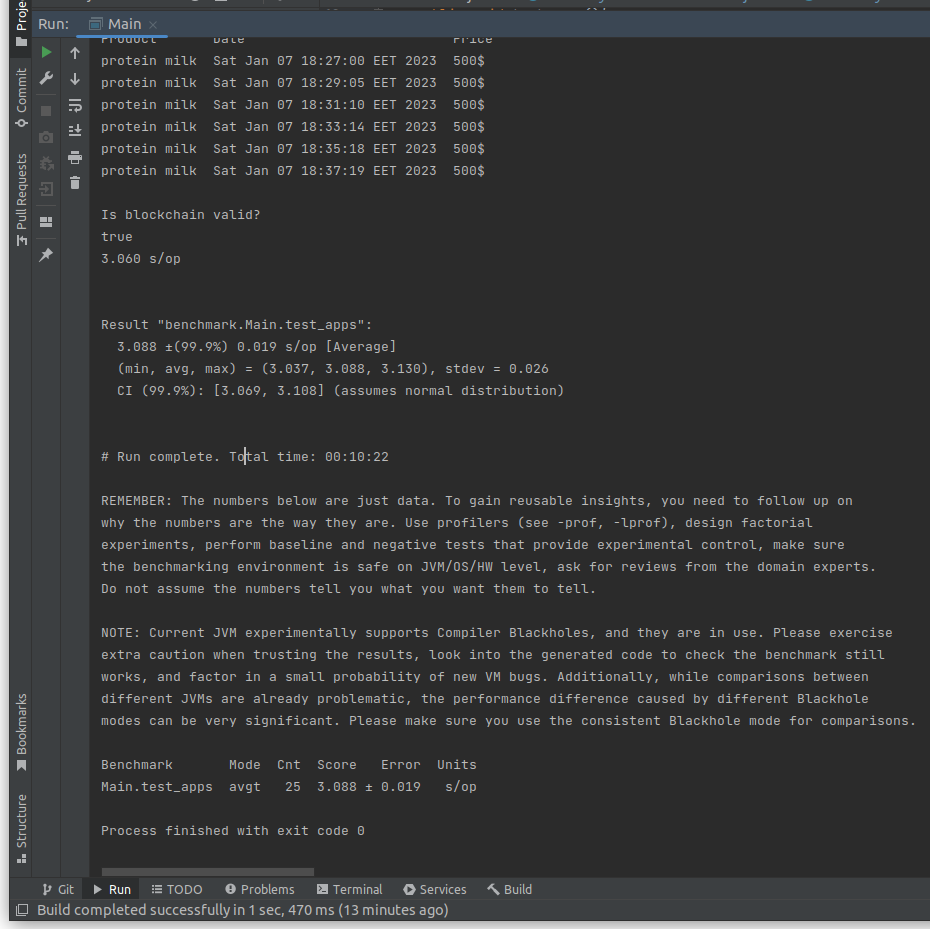 Proje
Run: Main
Product Date Price
protein milk Sat Jan 07 18:27:00 EET 2023 500$
protein milk Sat Jan 07 18:29:05 EET 2023 500$
protein milk Sat Jan 07 18:31:10 EET 2023 500$
protein milk Sat Jan 07 18:33:14 EET 2023 500$
protein milk Sat Jan 07 18:35:18 EET 2023 500$
protein milk Sat Jan 07 18:37:19 EET 2023 500$
Is blockchain valid?
true
3.060 s/op
Result "benchmark.Main.test_apps":
3.088 ±(99.9%) 0.019 s/op [Average]
(min, avg, max) = (3.037, 3.088, 3.130), stdev = 0.026
CI (99.9%): [3.069, 3.108] (assumes normal distribution)
# Run complete. Total time: 00:10:22
REMEMBER: The numbers below are just data. To gain reusable insights, you need to follow up on
why the numbers are the way they are. Use profilers (see -prof, -lprof), design factorial
experiments, perform baseline and negative tests that provide experimental control, make sure
the benchmarking environment is safe on JVM/OS/HW level, ask for reviews from the domain experts.
Do not assume the numbers tell you what you want them to tell.
NOTE: Current JVM experimentally supports Compiler Blackholes, and they are in use. Please exercise
extra caution when trusting the results, look into the generated code to check the benchmark still
works, and factor in a small probability of new VM bugs. Additionally, while comparisons between
different JVMs are already problematic, the performance difference caused by different Blackhole
modes can be very significant. Please make sure you use the consistent Blackhole mode for comparisons.
Benchmark Mode Cnt Score Error Units
Main.test_apps avgt 25 3.088 ± 0.019 s/op
Process finished with exit code 0
Commit
Pull Requests
Bookmarks
Structure
Git Run TODO Problems Terminal Services Build
Build completed successfully in 1 sec, 470 ms (13 minutes ago)